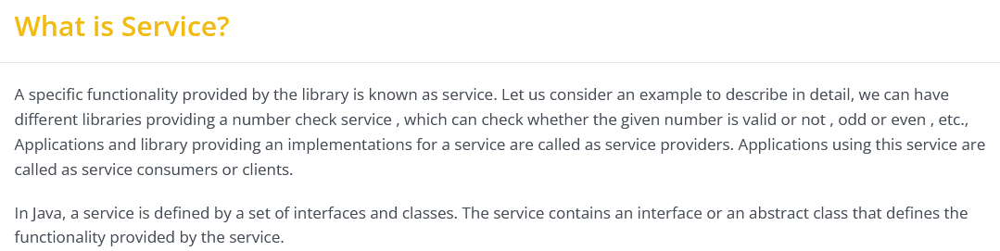 What is Service?
A specific functionality provided by the library is known as service. Let us consider an example to describe in detail, we can have
different libraries providing a number check service , which can check whether the given number is valid or not , odd or even , etc.,
Applications and library providing an implementations for a service are called as service providers. Applications using this service are
called as service consumers or clients.
In Java, a service is defined by a set of interfaces and classes. The service contains an interface or an abstract class that defines the
functionality provided by the service.